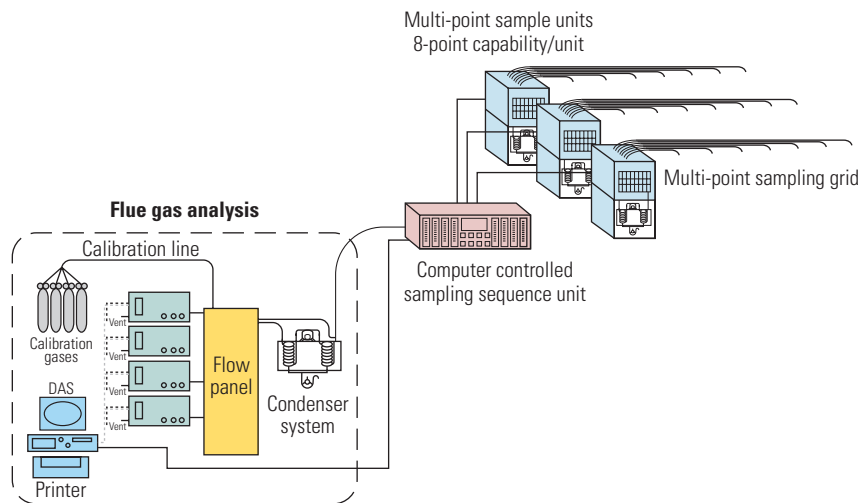 Multi-point sample units
8-point capability/unit
Multi-point sampling grid
Flue gas analysis
Computer controlled
sampling sequence unit
Calibration line
Calibration
gases
Vent
Vent
Vent
Vent
Flow
panel
Condenser
system
DAS
Printer